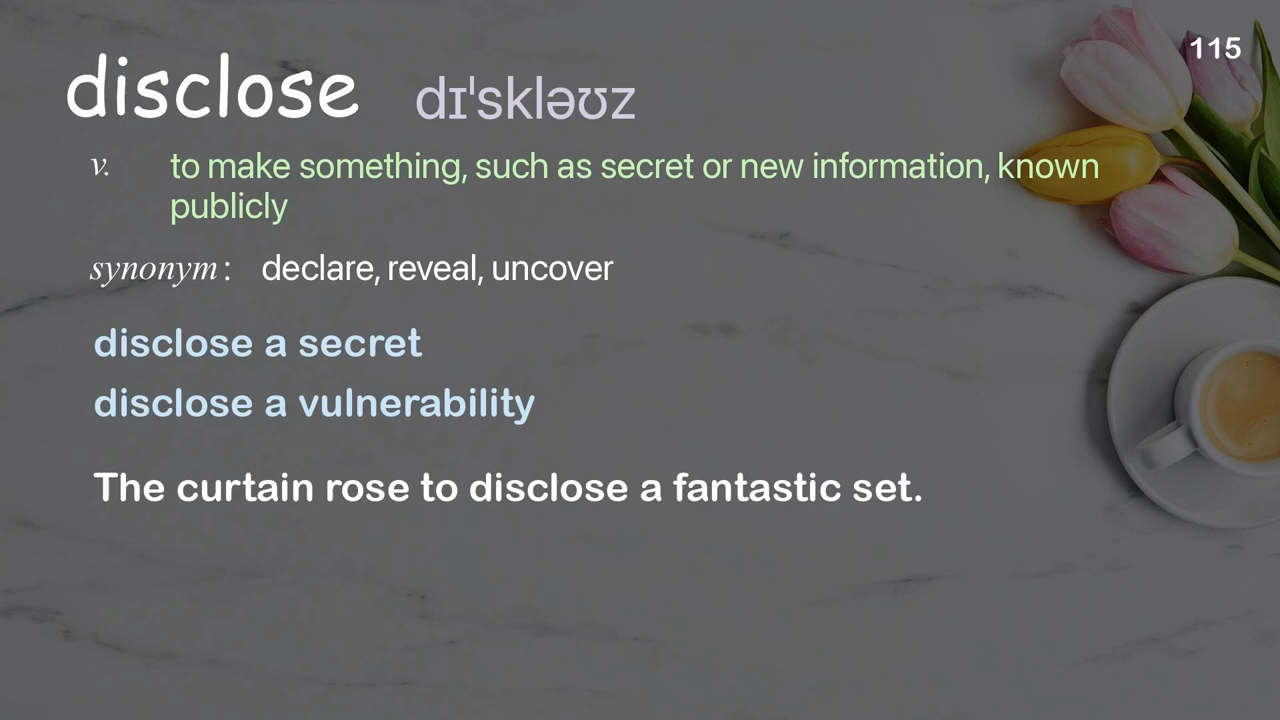 115
disclose dɪˈskləʊz
v. to make something, such as secret or new information, known
publicly
synonym : declare, reveal, uncover
disclose a secret
disclose a vulnerability
The curtain rose to disclose a fantastic set.